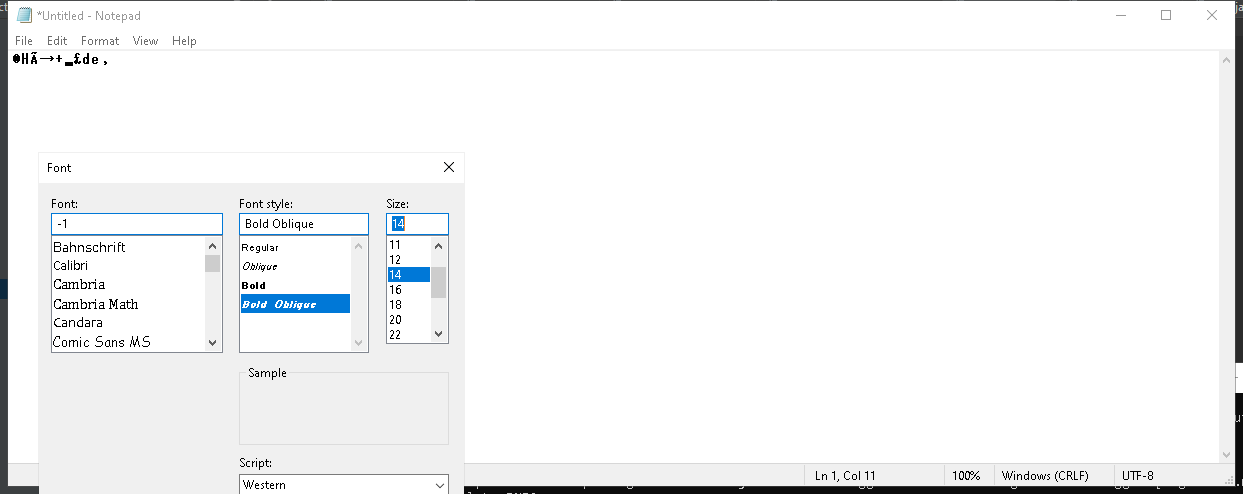 *Untitled - Notepad
File Edit Format View Help
HÃ→+_£de,
Font
Font: Font style: Size:
-1 Bold Oblique 14
Bahnschrift
Calibri
Cambria
Cambria Math
Candara
Comic Sans MS
Regular
Oblique
Bold
Bold Oblique
11
12
14
16
18
20
22
Sample
Script:
Western
Ln 1, Col 11 100% Windows (CRLF) UTF-8